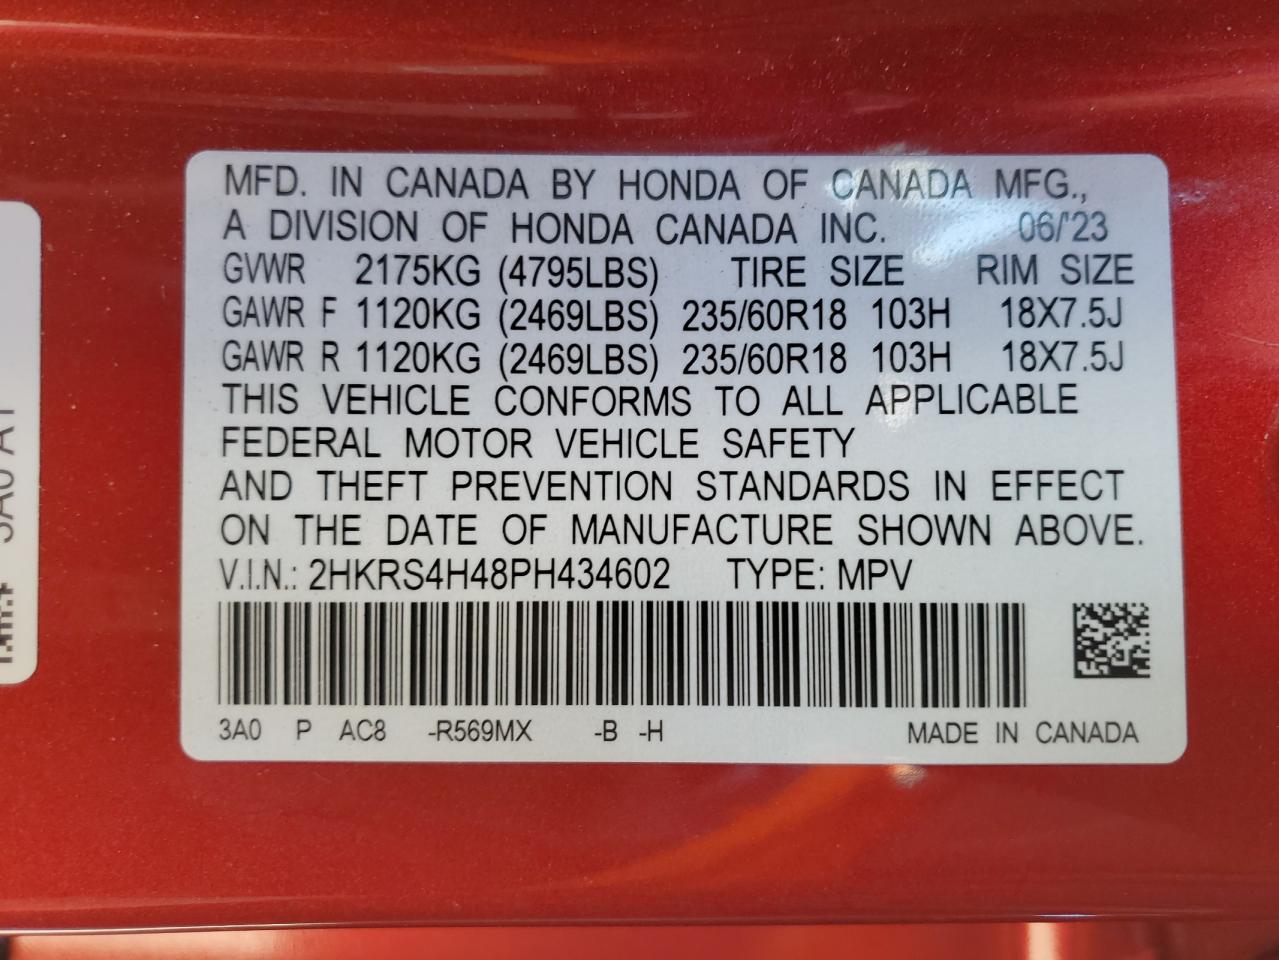 MFD. IN CANADA BY HONDA OF CANADA MFG.,
A DIVISION OF HONDA CANADA INC. 06/'23
GVWR 2175KG (4795LBS) TIRE SIZE RIM SIZE
GAWR F 1120KG (2469LBS) 235/60R18 103H 18X7.5J
GAWR R 1120KG (2469LBS) 235/60R18 103H 18X7.5J
THIS VEHICLE CONFORMS TO ALL APPLICABLE
FEDERAL MOTOR VEHICLE SAFETY
AND THEFT PREVENTION STANDARDS IN EFFECT
ON THE DATE OF MANUFACTURE SHOWN ABOVE.
V.I.N.: 2HKRS4H48PH434602 TYPE: MPV
3A0 P AC8 -R569MX -B -H MADE IN CANADA